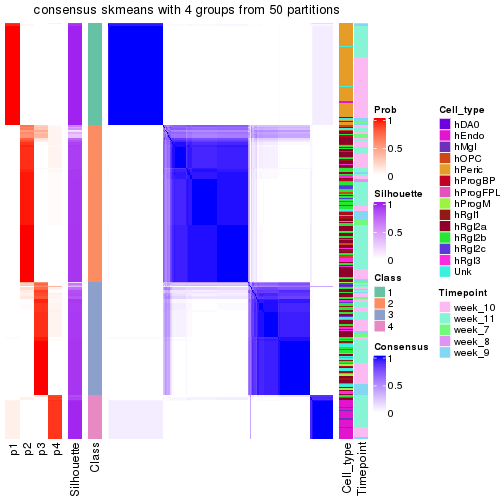 consensus skmeans with 4 groups from 50 partitions
Prob
1
0.5
0
Silhouette
1
0.5
0
Class
1
2
3
4
Consensus
1
0.5
0
Cell_type
hDA0
hEndo
hMgl
hOPC
hPeric
hProgBP
hProgFPL
hProgM
hRgl1
hRgl2a
hRgl2b
hRgl2c
hRgl3
Unk
Timepoint
week_10
week_11
week_7
week_8
week_9
p1
p2
p3
p4
Silhouette
Class
Cell_type
Timepoint